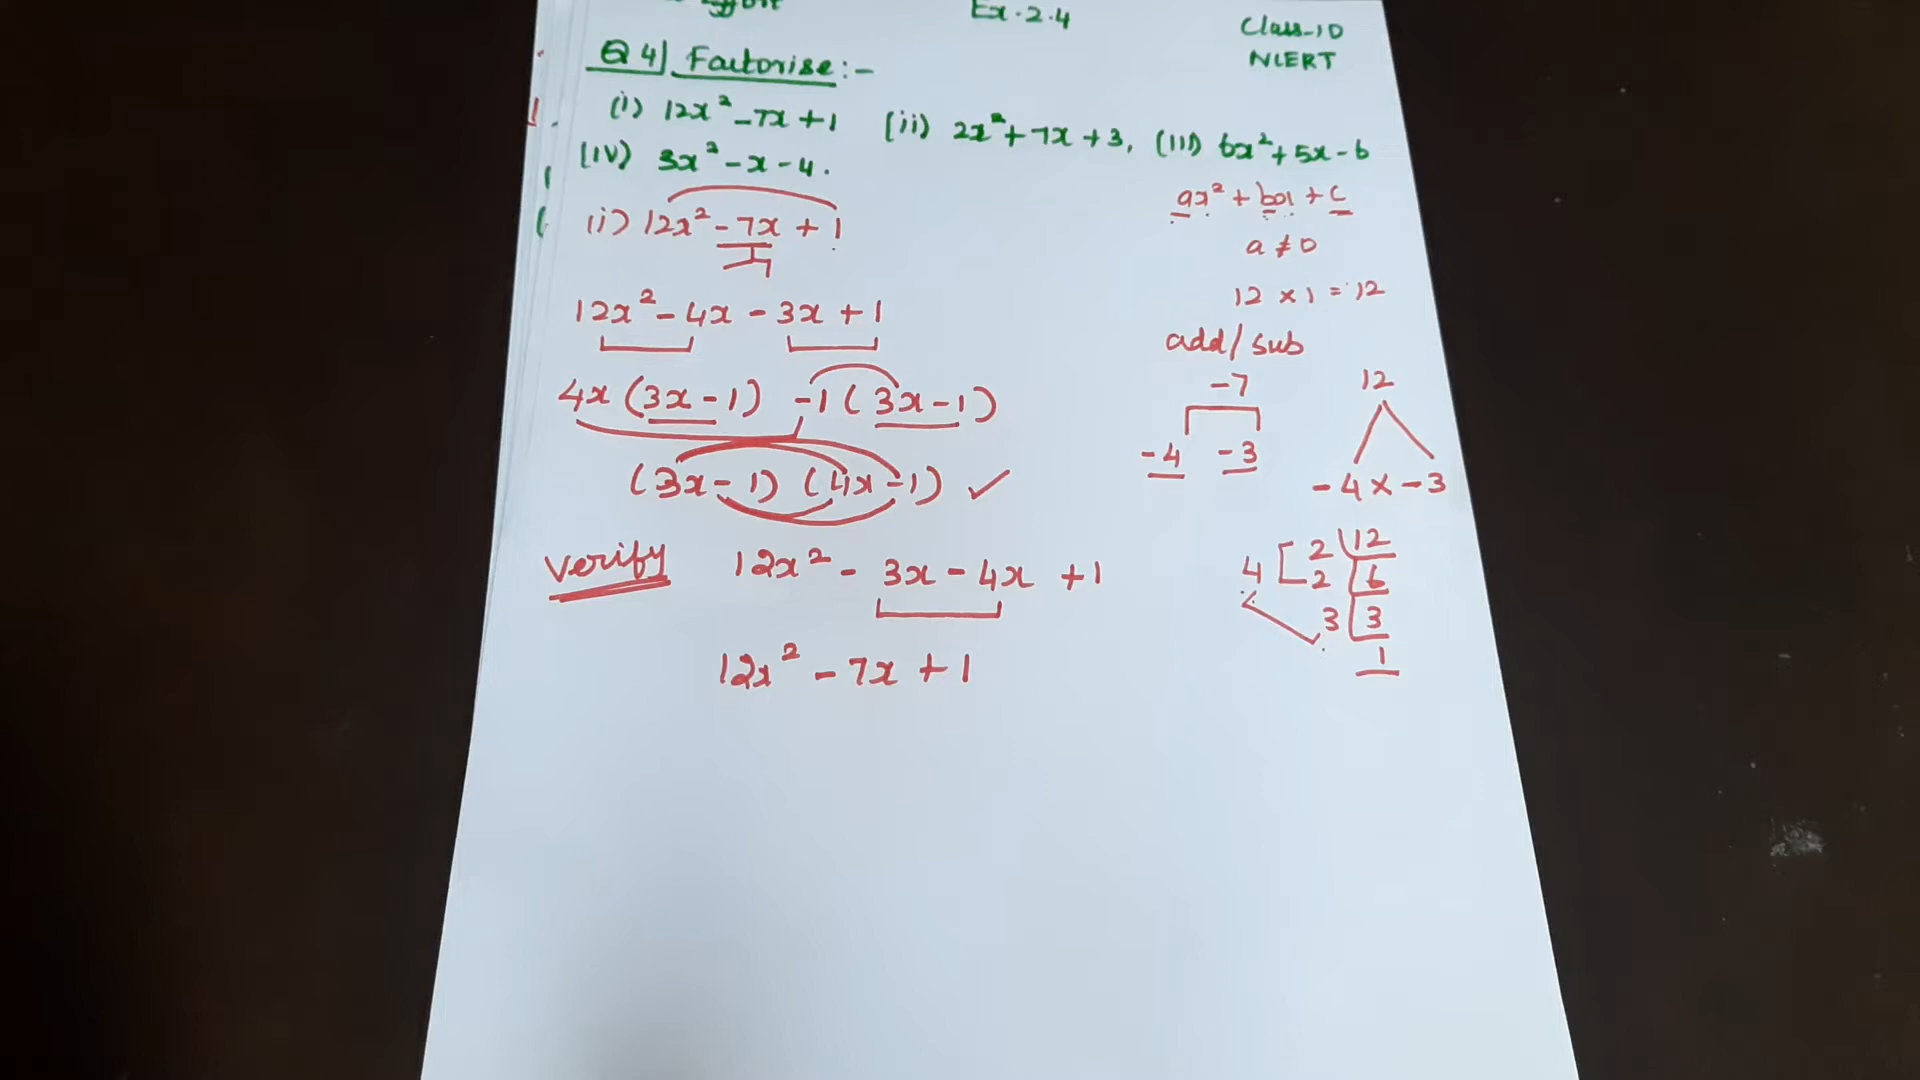 Ex. 2.4
Class-10
NCERT
Q 4] Factorise:-
(i) 12x² - 7x + 1 (ii) 2x² + 7x + 3, (III) 6x² + 5x - 6
(IV) 3x² - x - 4.
(i) 12x² - 7x + 1
12x² - 4x - 3x + 1
4x (3x - 1) -1 (3x - 1)
(3x - 1) (4x - 1) ✓
Verify 12x² - 3x - 4x + 1
12x² - 7x + 1
ax² + bx + c
a ≠ 0
12 x 1 = 12
add/sub
-7
-4 -3
12
-4 x -3
4 2 12
2 6
3 3
1